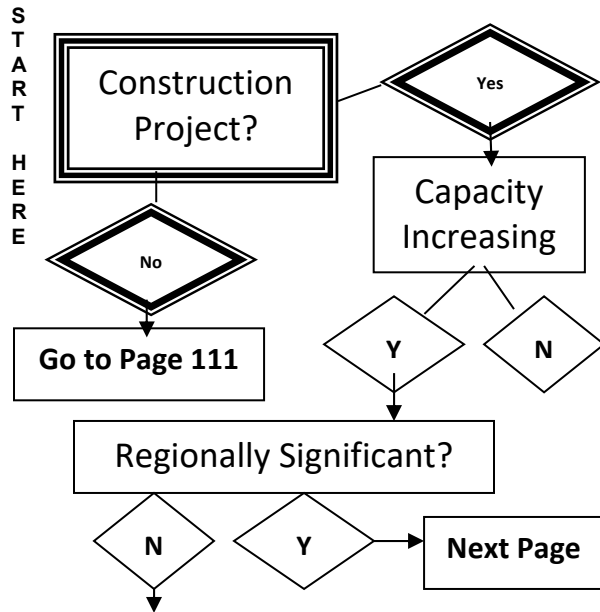 START HERE
Construction
Project?
Yes
Capacity
Increasing
No
Go to Page 111
Y
N
Regionally Significant?
N
Y
Next Page